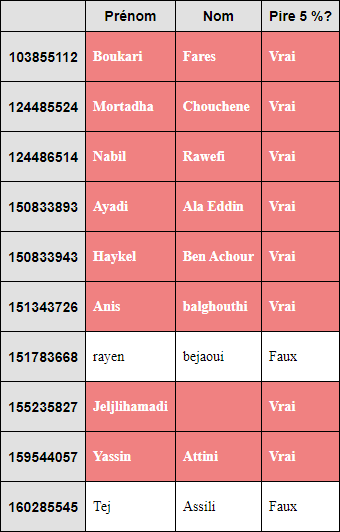 Prénom Nom Pire 5 %?
103855112 Boukari Fares Vrai
124485524 Mortadha Chouchene Vrai
124486514 Nabil Rawefi Vrai
150833893 Ayadi Ala Eddin Vrai
150833943 Haykel Ben Achour Vrai
151343726 Anis balghouthi Vrai
151783668 rayen bejaoui Faux
155235827 Jeljlihamadi Vrai
159544057 Yassin Attini Vrai
160285545 Tej Assili Faux